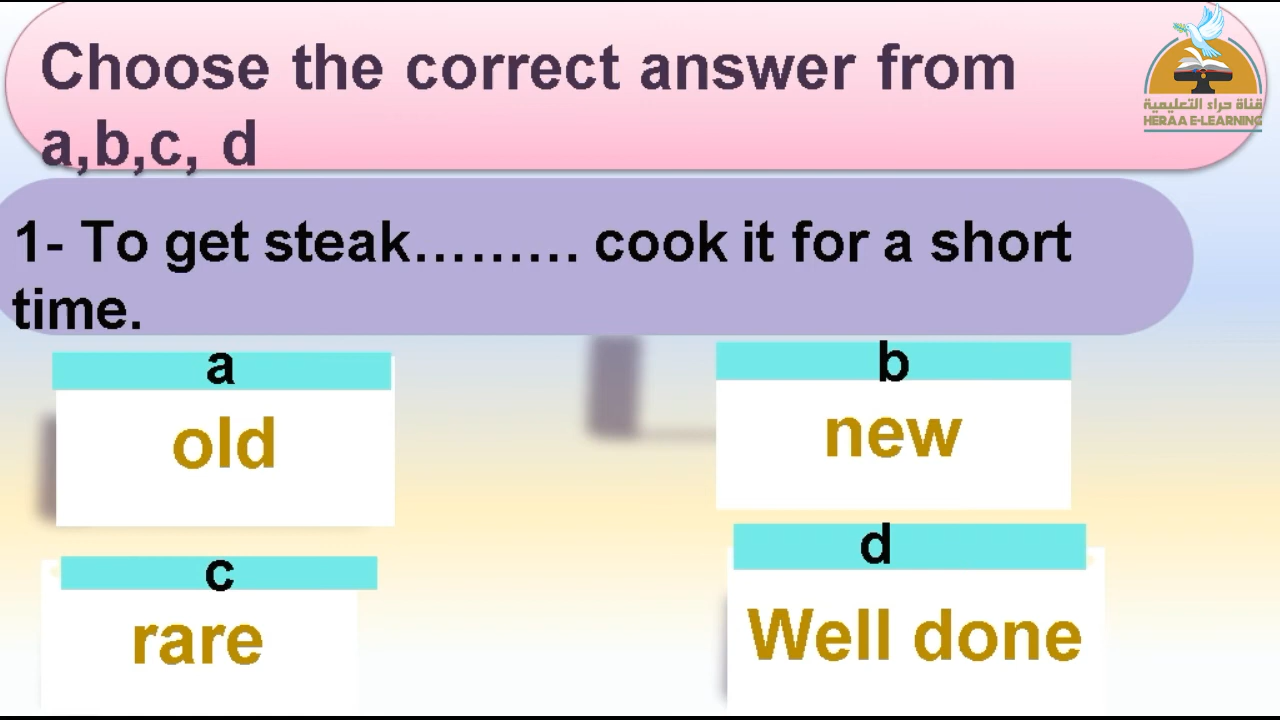 Choose the correct answer from
a,b,c, d
قناة حراء التعليمية
HERAA E-LEARNING
1- To get steak......... cook it for a short
time.
a
old
b
new
c
rare
d
Well done